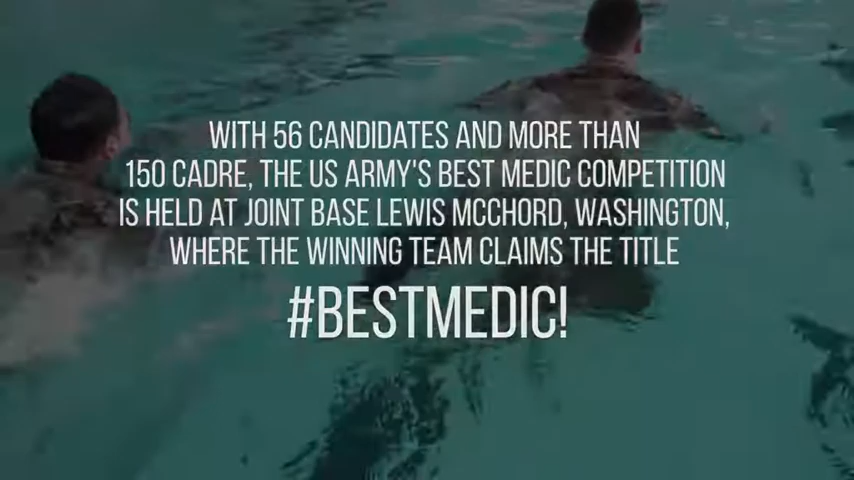 WITH 56 CANDIDATES AND MORE THAN
150 CADRE, THE US ARMY'S BEST MEDIC COMPETITION
IS HELD AT JOINT BASE LEWIS MCCHORD, WASHINGTON,
WHERE THE WINNING TEAM CLAIMS THE TITLE
#BESTMEDIC!